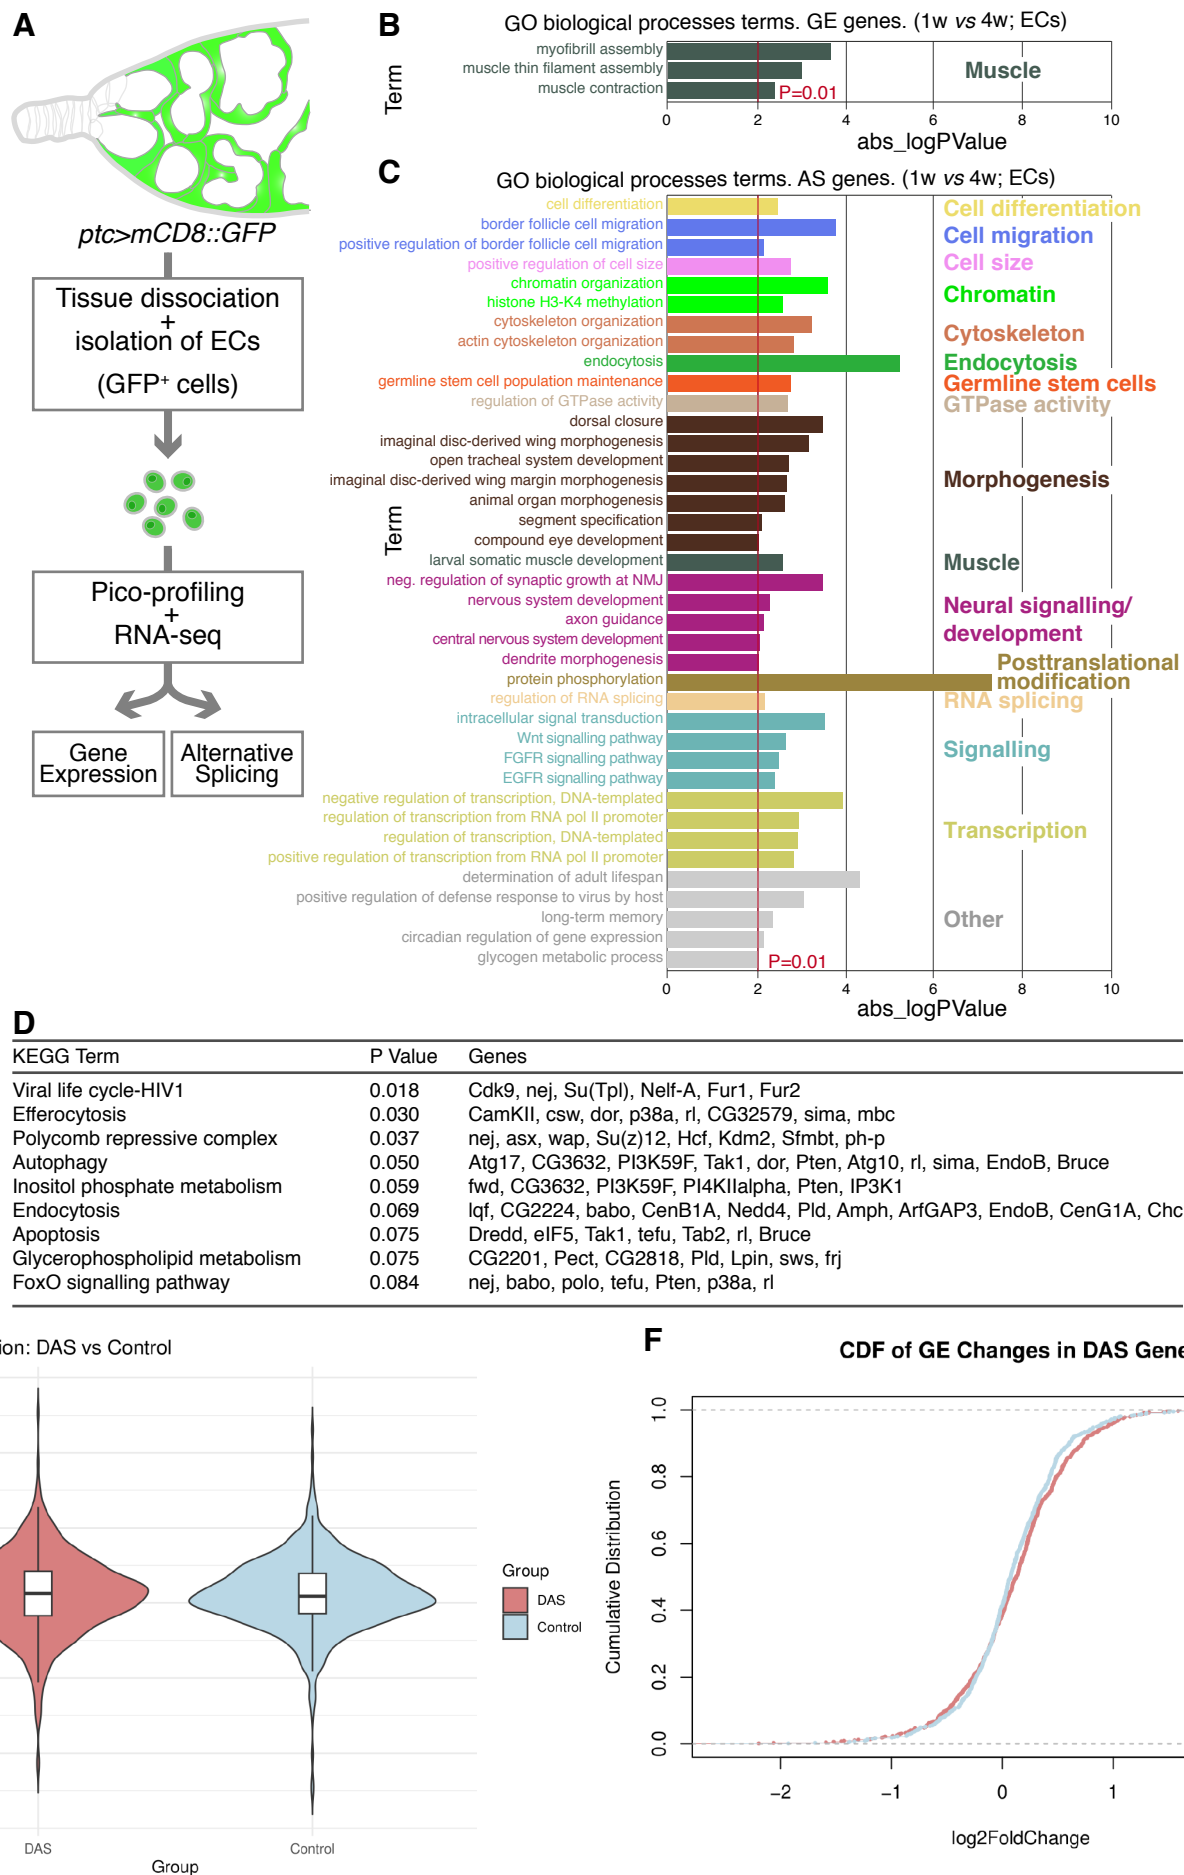 A
ptc>mCD8::GFP
Tissue dissociation
+
isolation of ECs
(GFP+ cells)
Pico-profiling
+
RNA-seq
Gene
Expression
Alternative
Splicing
B
GO biological processes terms. GE genes. (1w vs 4w; ECs)
Term
myofibrill assembly
muscle thin filament assembly
muscle contraction
Muscle
P=0.01
0 2 4 6 8 10
abs_logPValue
C
GO biological processes terms. AS genes. (1w vs 4w; ECs)
Term
cell differentiation
border follicle cell migration
positive regulation of border follicle cell migration
positive regulation of cell size
chromatin organization
histone H3-K4 methylation
cytoskeleton organization
actin cytoskeleton organization
endocytosis
germline stem cell population maintenance
regulation of GTPase activity
dorsal closure
imaginal disc-derived wing morphogenesis
open tracheal system development
imaginal disc-derived wing margin morphogenesis
animal organ morphogenesis
segment specification
compound eye development
larval somatic muscle development
neg. regulation of synaptic growth at NMJ
nervous system development
axon guidance
central nervous system development
dendrite morphogenesis
protein phosphorylation
regulation of RNA splicing
intracellular signal transduction
Wnt signalling pathway
FGFR signalling pathway
EGFR signalling pathway
negative regulation of transcription, DNA-templated
regulation of transcription from RNA pol II promoter
regulation of transcription, DNA-templated
positive regulation of transcription from RNA pol II promoter
determination of adult lifespan
positive regulation of defense response to virus by host
long-term memory
circadian regulation of gene expression
glycogen metabolic process
Cell differentiation
Cell migration
Cell size
Chromatin
Cytoskeleton
Endocytosis
Germline stem cells
GTPase activity
Morphogenesis
Muscle
Neural signalling/
development
Posttranslational
modification
RNA splicing
Signalling
Transcription
Other
P=0.01
0 2 4 6 8 10
abs_logPValue
D
KEGG Term P Value Genes
Viral life cycle-HIV1 0.018 Cdk9, nej, Su(Tpl), Nelf-A, Fur1, Fur2
Efferocytosis 0.030 CamKII, csw, dor, p38a, rl, CG32579, sima, mbc
Polycomb repressive complex 0.037 nej, asx, wap, Su(z)12, Hcf, Kdm2, Sfmbt, ph-p
Autophagy 0.050 Atg17, CG3632, PI3K59F, Tak1, dor, Pten, Atg10, rl, sima, EndoB, Bruce
Inositol phosphate metabolism 0.059 fwd, CG3632, PI3K59F, PI4KIIalpha, Pten, IP3K1
Endocytosis 0.069 lqf, CG2224, babo, CenB1A, Nedd4, Pld, Amph, ArfGAP3, EndoB, CenG1A, Chc
Apoptosis 0.075 Dredd, eIF5, Tak1, tefu, Tab2, rl, Bruce
Glycerophospholipid metabolism 0.075 CG2201, Pect, CG2818, Pld, Lpin, sws, frj
FoxO signalling pathway 0.084 nej, babo, polo, tefu, Pten, p38a, rl
ion: DAS vs Control
DAS Control
Group
Group
DAS
Control
F
CDF of GE Changes in DAS Gene
Cumulative Distribution
1.0
0.8
0.6
0.4
0.2
0.0
−2 −1 0 1
log2FoldChange